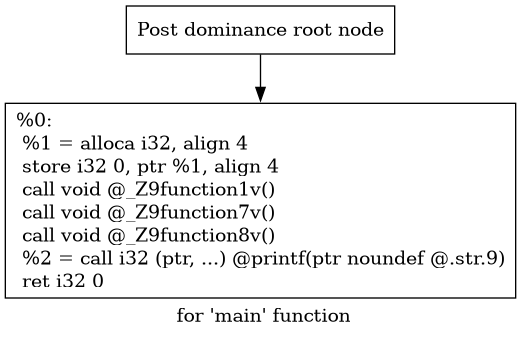 Post dominance root node
%0:
%1 = alloca i32, align 4
store i32 0, ptr %1, align 4
call void @_Z9function1v()
call void @_Z9function7v()
call void @_Z9function8v()
%2 = call i32 (ptr, ...) @printf(ptr noundef @.str.9)
ret i32 0
for 'main' function